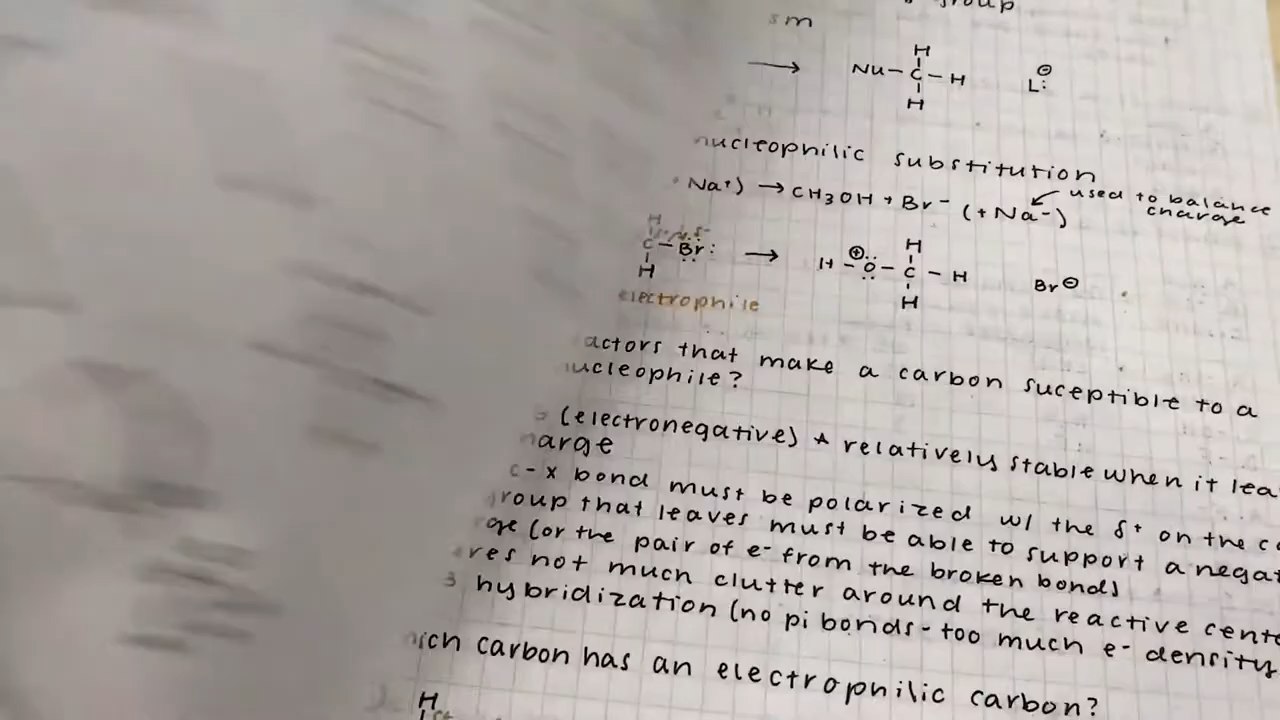 group
sm
H
→ Nu-C-H L:⊖
H
nucleophilic substitution
Na⁺) → CH3OH + Br⁻ (+Na⁻) used to balance
charge
H δ⁻ H
C-Br: → H-O⊕-C-H Br⊖
H H
electrophile
actors that make a carbon suceptible to a
ucleophile?
(electronegative) + relatively stable when it lea
harge
c-x bond must be polarized w/ the δ⁺ on the c
roup that leaves must be able to support a negat
ge (or the pair of e⁻ from the broken bond)
res not much clutter around the reactive cente
3 hybridization (no pi bonds - too much e⁻ density
ich carbon has an electrophilic carbon?
H